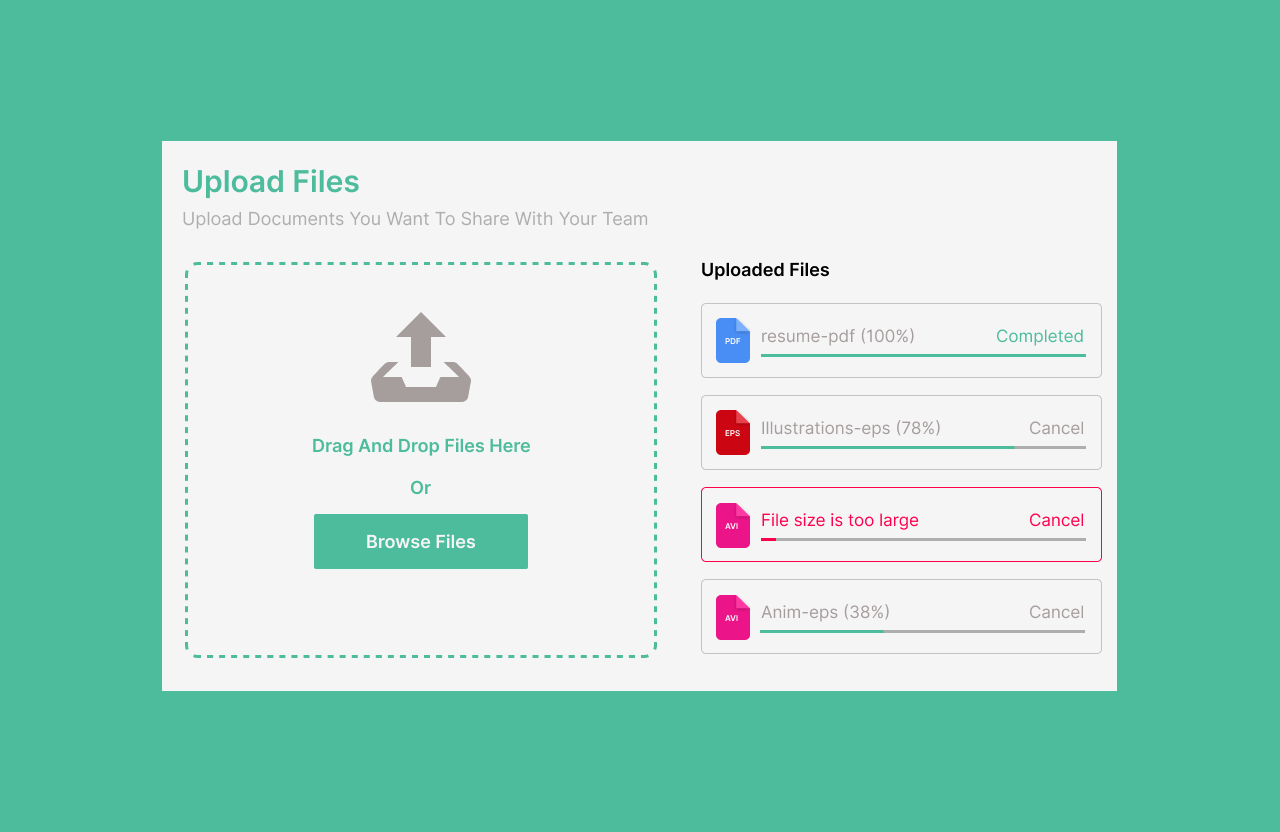 Upload Files
Upload Documents You Want To Share With Your Team
Drag And Drop Files Here
Or
Browse Files
Uploaded Files
PDF
resume-pdf (100%)
Completed
EPS
Illustrations-eps (78%)
Cancel
AVI
File size is too large
Cancel
AVI
Anim-eps (38%)
Cancel